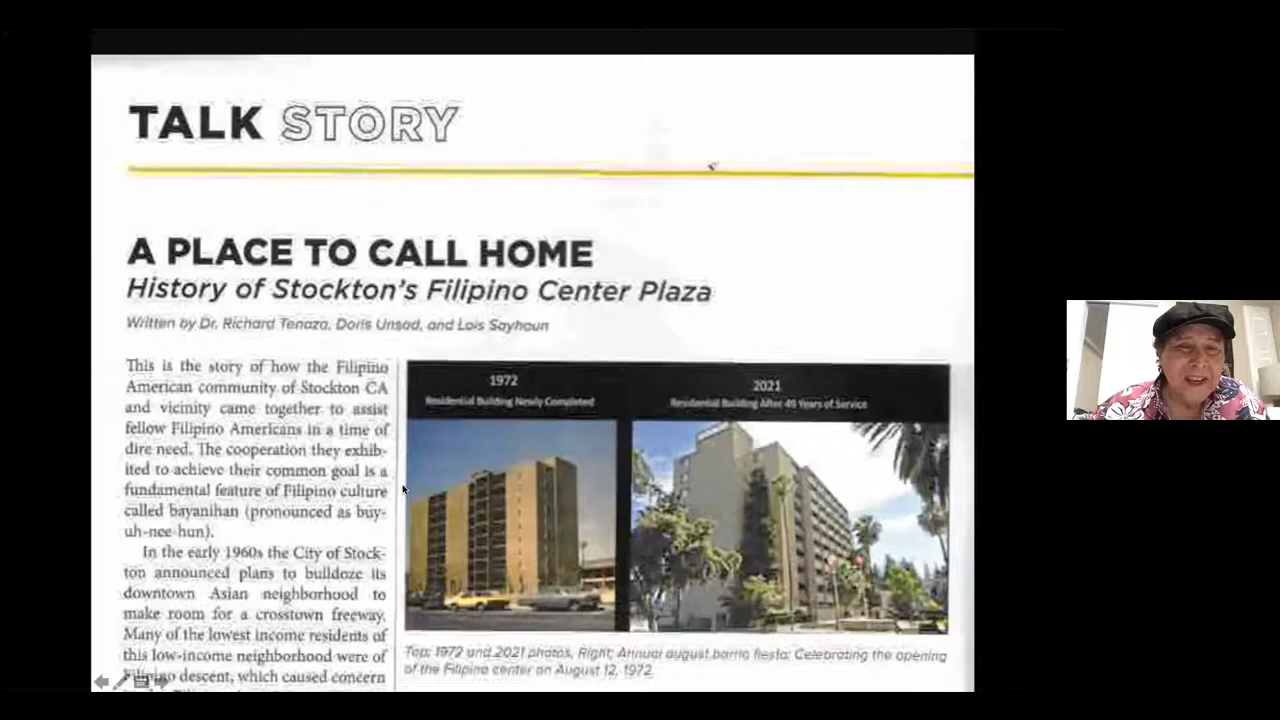 TALK STORY
A PLACE TO CALL HOME
History of Stockton's Filipino Center Plaza
Written by Dr. Richard Tenaza, Doris Unsod, and Lois Sayhoun
This is the story of how the Filipino
American community of Stockton CA
and vicinity came together to assist
fellow Filipino Americans in a time of
dire need. The cooperation they exhib-
ited to achieve their common goal is a
fundamental feature of Filipino culture
called bayanihan (pronounced as buy-
uh-nee-hun).
In the early 1960s the City of Stock-
ton announced plans to bulldoze its
downtown Asian neighborhood to
make room for a crosstown freeway.
Many of the lowest income residents of
this low-income neighborhood were of
Filipino descent, which caused concern
1972
Residential Building Newly Completed
2021
Residential Building After 49 Years of Service
Top: 1972 and 2021 photos, Right; Annual august barrio fiesta; Celebrating the opening
of the Filipino center on August 12, 1972